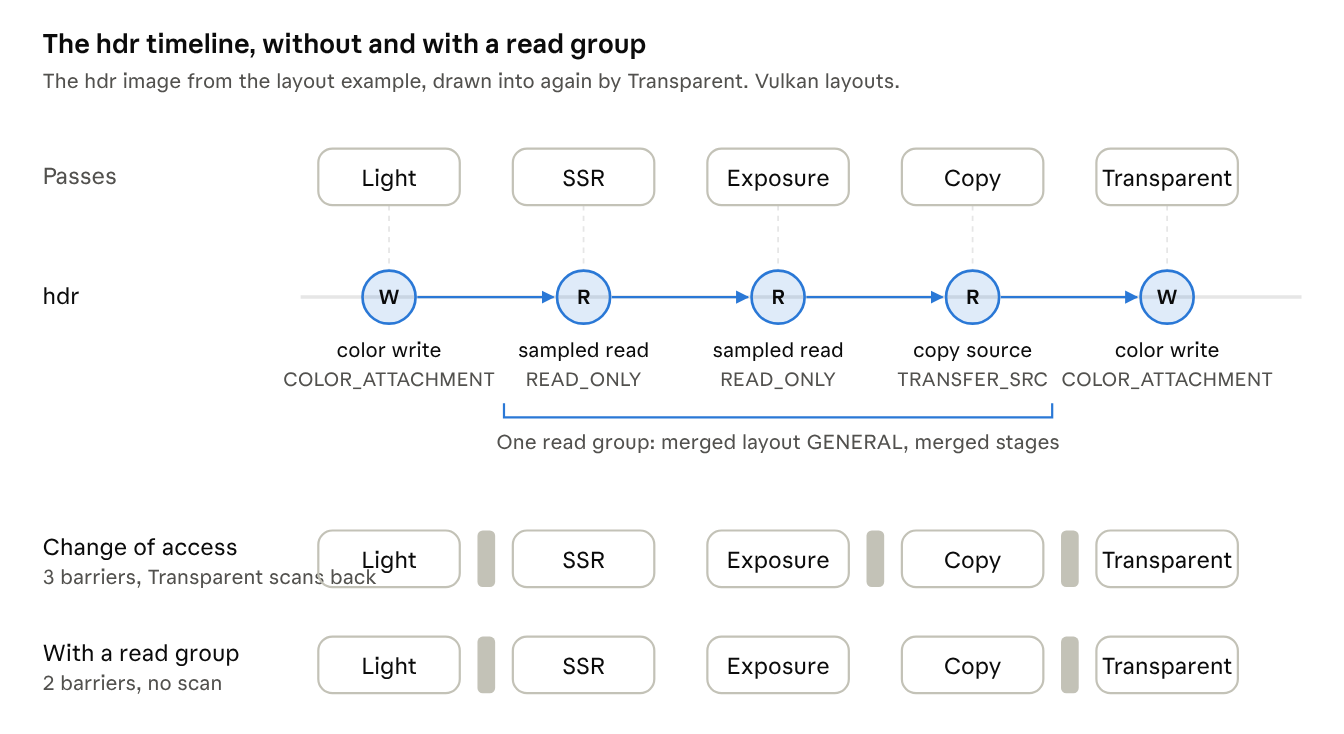 The hdr timeline, without and with a read group
The hdr image from the layout example, drawn into again by Transparent. Vulkan layouts.
Passes Light SSR Exposure Copy Transparent
hdr W R R R W
color write sampled read sampled read copy source color write
COLOR_ATTACHMENT READ_ONLY READ_ONLY TRANSFER_SRC COLOR_ATTACHMENT
One read group: merged layout GENERAL, merged stages
Change of access Light SSR Exposure Copy Transparent
3 barriers, Transparent scans back
With a read group Light SSR Exposure Copy Transparent
2 barriers, no scan